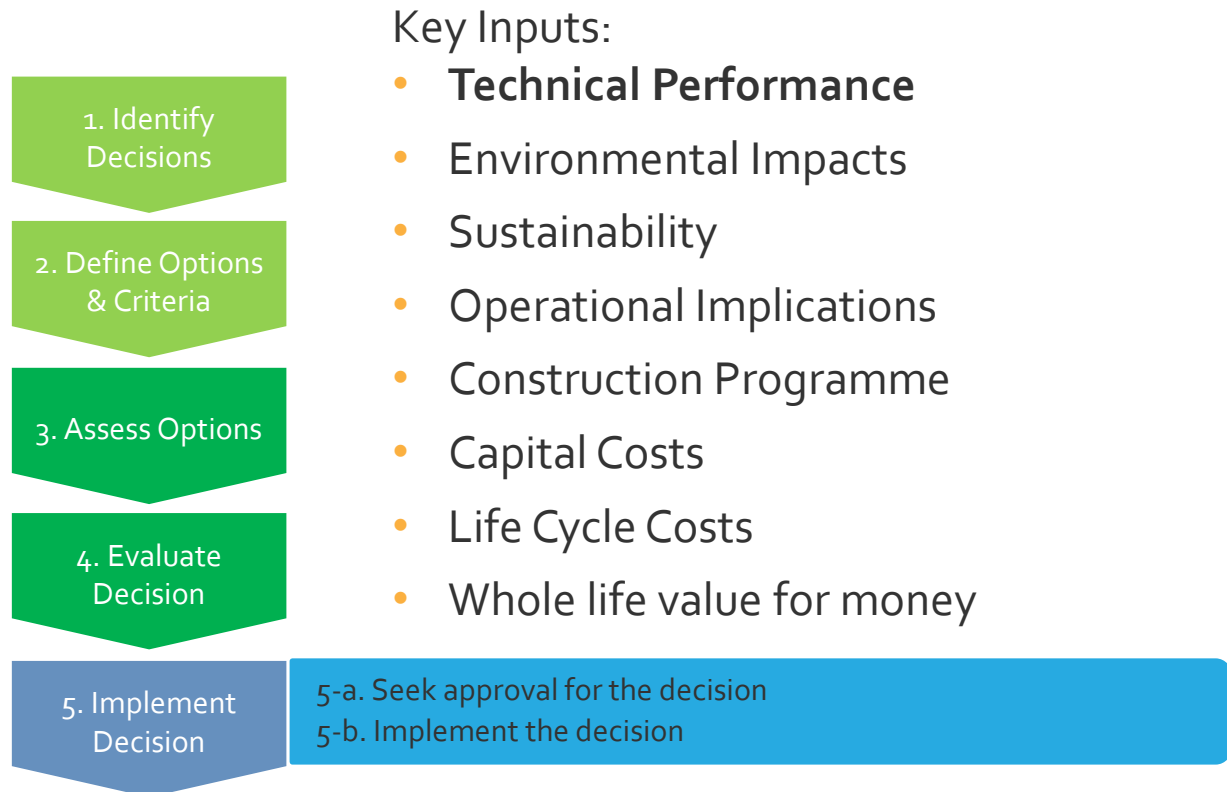 Key Inputs:
• Technical Performance
• Environmental Impacts
• Sustainability
• Operational Implications
• Construction Programme
• Capital Costs
• Life Cycle Costs
• Whole life value for money
1. Identify
Decisions
2. Define Options
& Criteria
3. Assess Options
4. Evaluate
Decision
5. Implement
Decision
5-a. Seek approval for the decision
5-b. Implement the decision